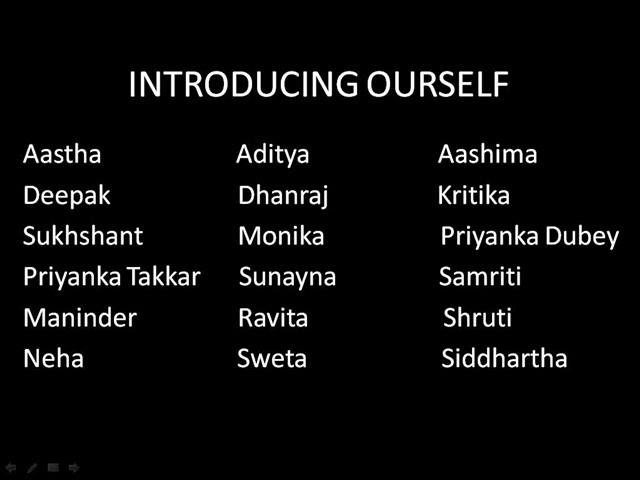 INTRODUCING OURSELF
Aastha Aditya Aashima
Deepak Dhanraj Kritika
Sukhshant Monika Priyanka Dubey
Priyanka Takkar Sunayna Samriti
Maninder Ravita Shruti
Neha Sweta Siddhartha